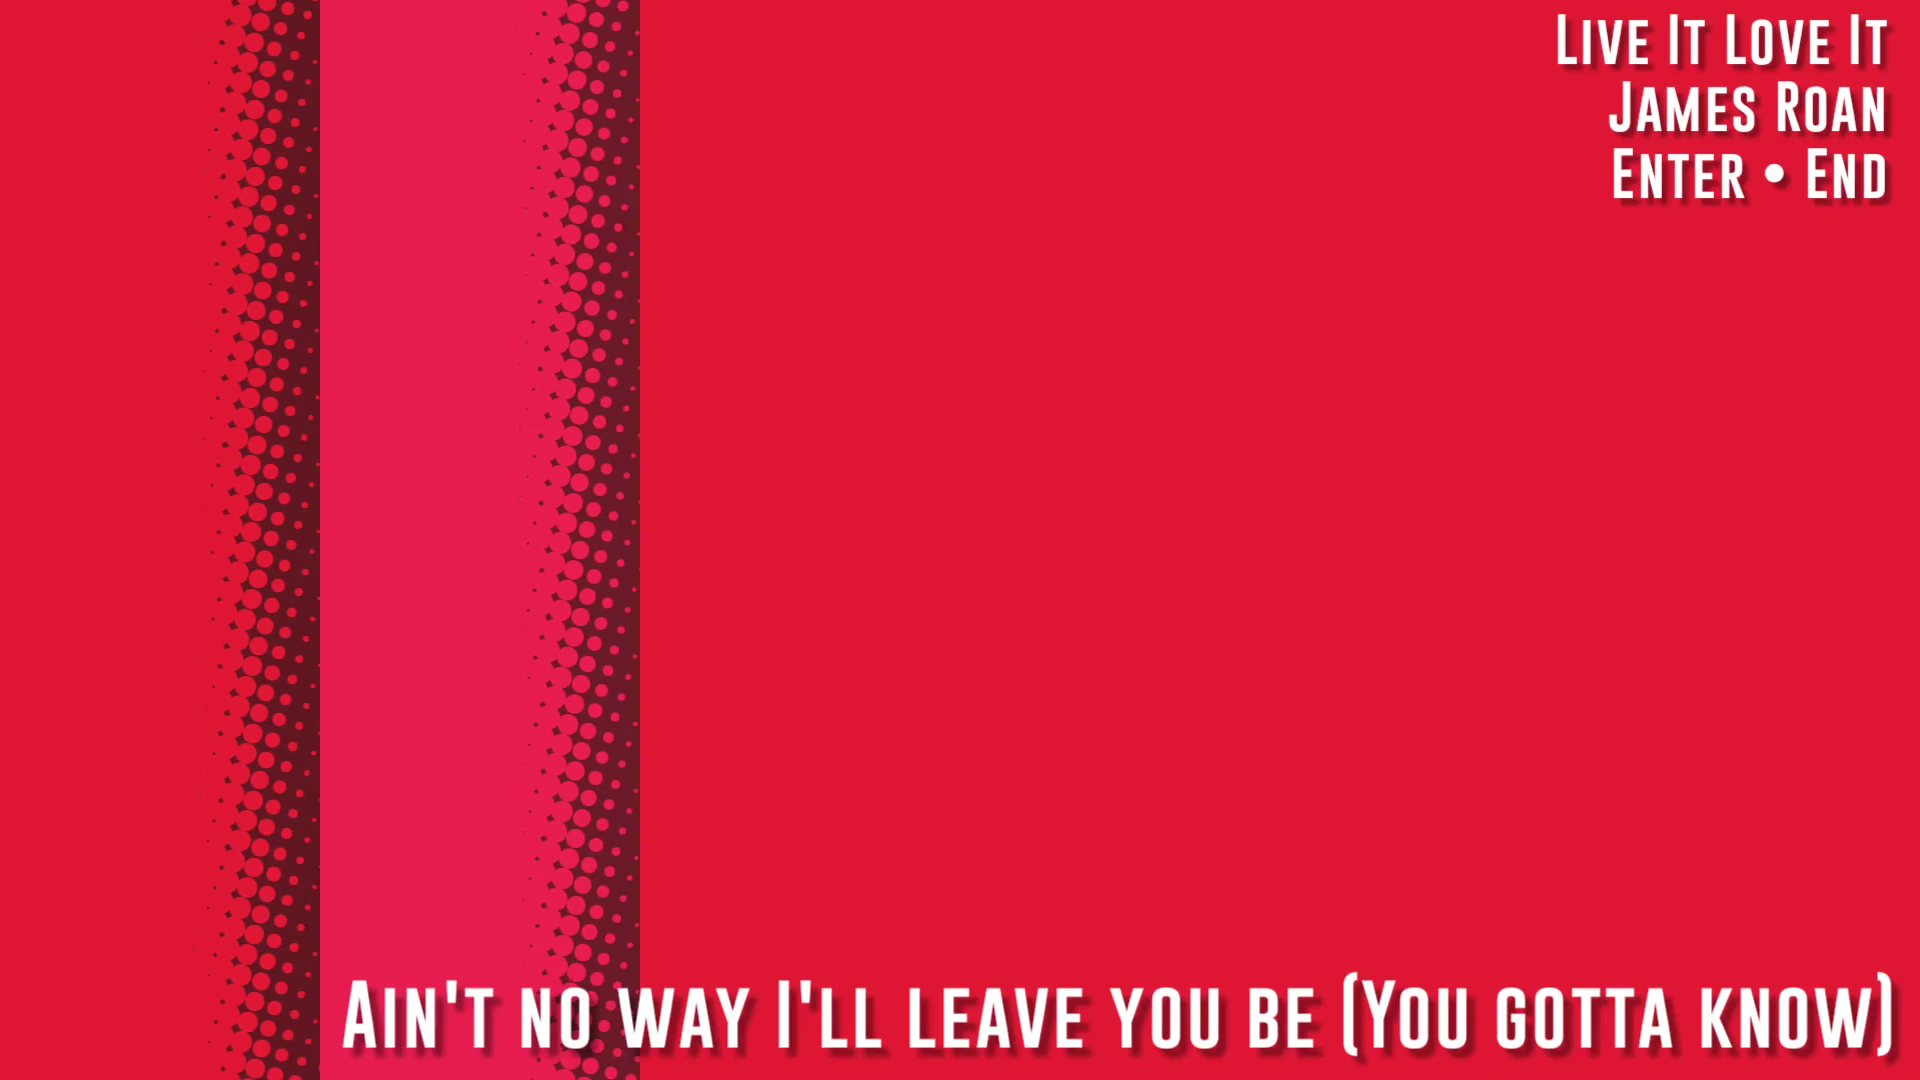 Live It Love It
James Roan
Enter • End
Ain't no way I'll leave you be (You gotta know)